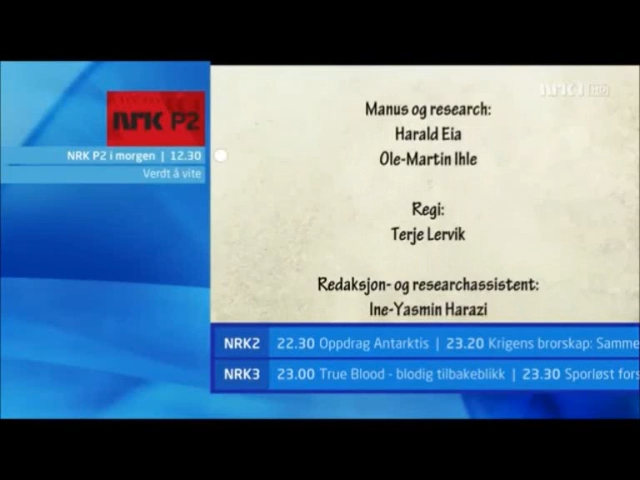 NRK P2
NRK P2 i morgen | 12.30
Verdt å vite
NRK1 HD
Manus og research:
Harald Eia
Ole-Martin Ihle
Regi:
Terje Lervik
Redaksjon- og researchassistent:
Ine-Yasmin Harazi
NRK2 22.30 Oppdrag Antarktis | 23.20 Krigens brorskap: Samme
NRK3 23.00 True Blood - blodig tilbakeblikk | 23.30 Sporløst fors